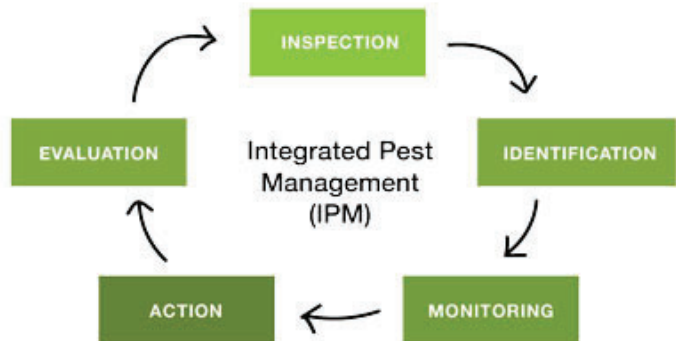 INSPECTION
IDENTIFICATION
MONITORING
ACTION
EVALUATION
Integrated Pest
Management
(IPM)